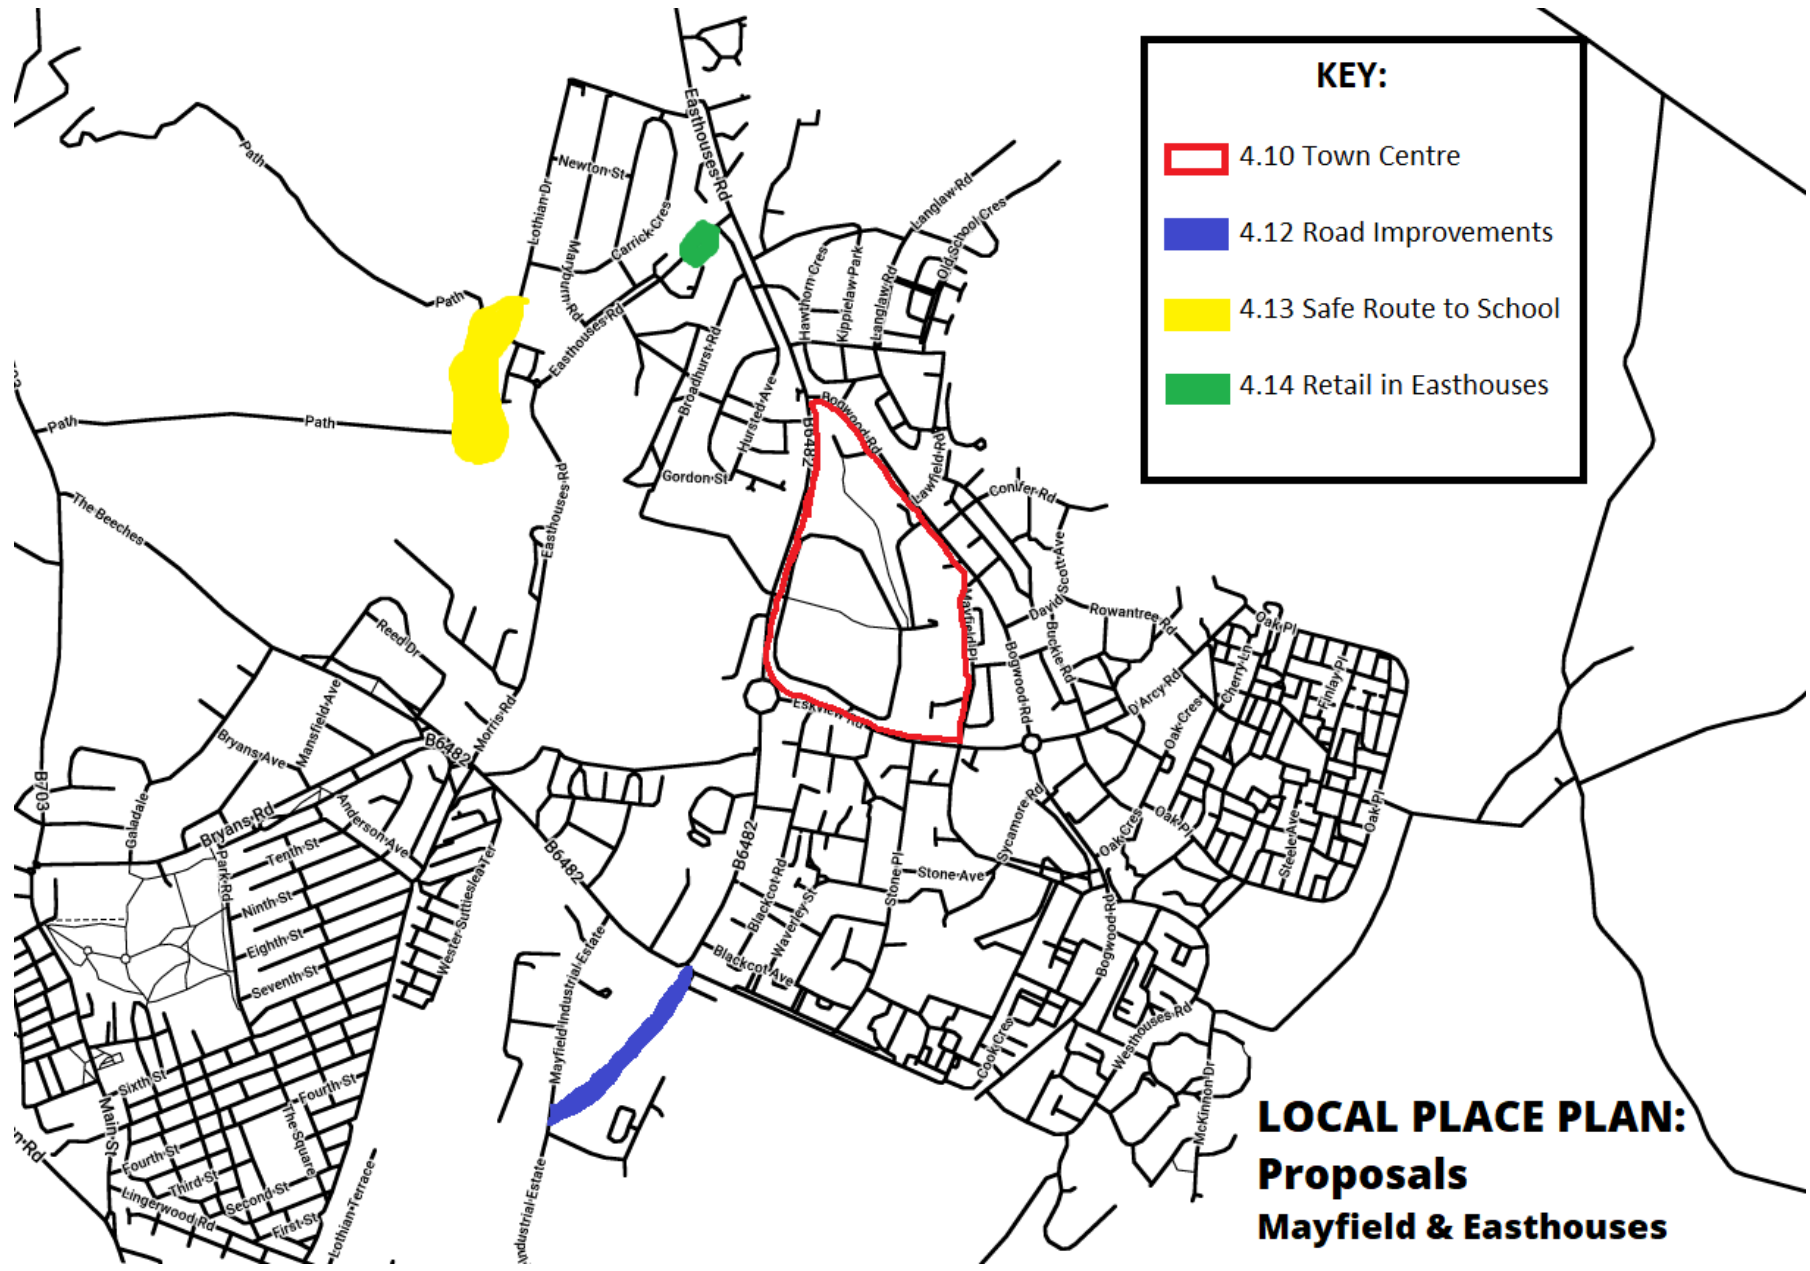 KEY:
4.10 Town Centre
4.12 Road Improvements
4.13 Safe Route to School
4.14 Retail in Easthouses
Easthouses Rd
Newton St
Lothian Dr
Carrick Cres
Maryburn Rd
Easthouses Rd
Path
Path
Path
Path
Langlaw Rd
Old School Cres
Hawthorn Cres
Kippielaw Park
Langlaw Rd
Broadhurst Rd
Hursted Ave
Gordon St
Bogwood Rd
B6482
Lawfield Rd
Conifer Rd
David Scott Ave
Rowantree Rd
Buckie Rd
Mayfield Pl
Bogwood Rd
Eskview Rd
D'Arcy Rd
Oak Pl
Cherry Ln
Finlay Pl
Oak Cres
Oak Pl
Oak Cres
Steele Ave
Oak Pl
The Beeches
Easthouses Rd
Reed Dr
Mansfield Ave
Bryans Ave
B6482
Morris Rd
B703
Galadale
Bryans Rd
Anderson Ave
Park Rd
Tenth St
Ninth St
Eighth St
Seventh St
Wester Suttieslea Ter
B6482
B6482
Blackcot Rd
Waverley St
Stone Pl
Stone Ave
Sycamore Rd
Blackcot Ave
Bogwood Rd
Mayfield Industrial Estate
Westhouses Rd
Cook Cres
McKinnon Dr
Sixth St
Main St
Fourth St
The Square
Fourth St
Third St
Second St
First St
Lingerwood Rd
Lothian Terrace
Industrial Estate
LOCAL PLACE PLAN:
Proposals
Mayfield & Easthouses